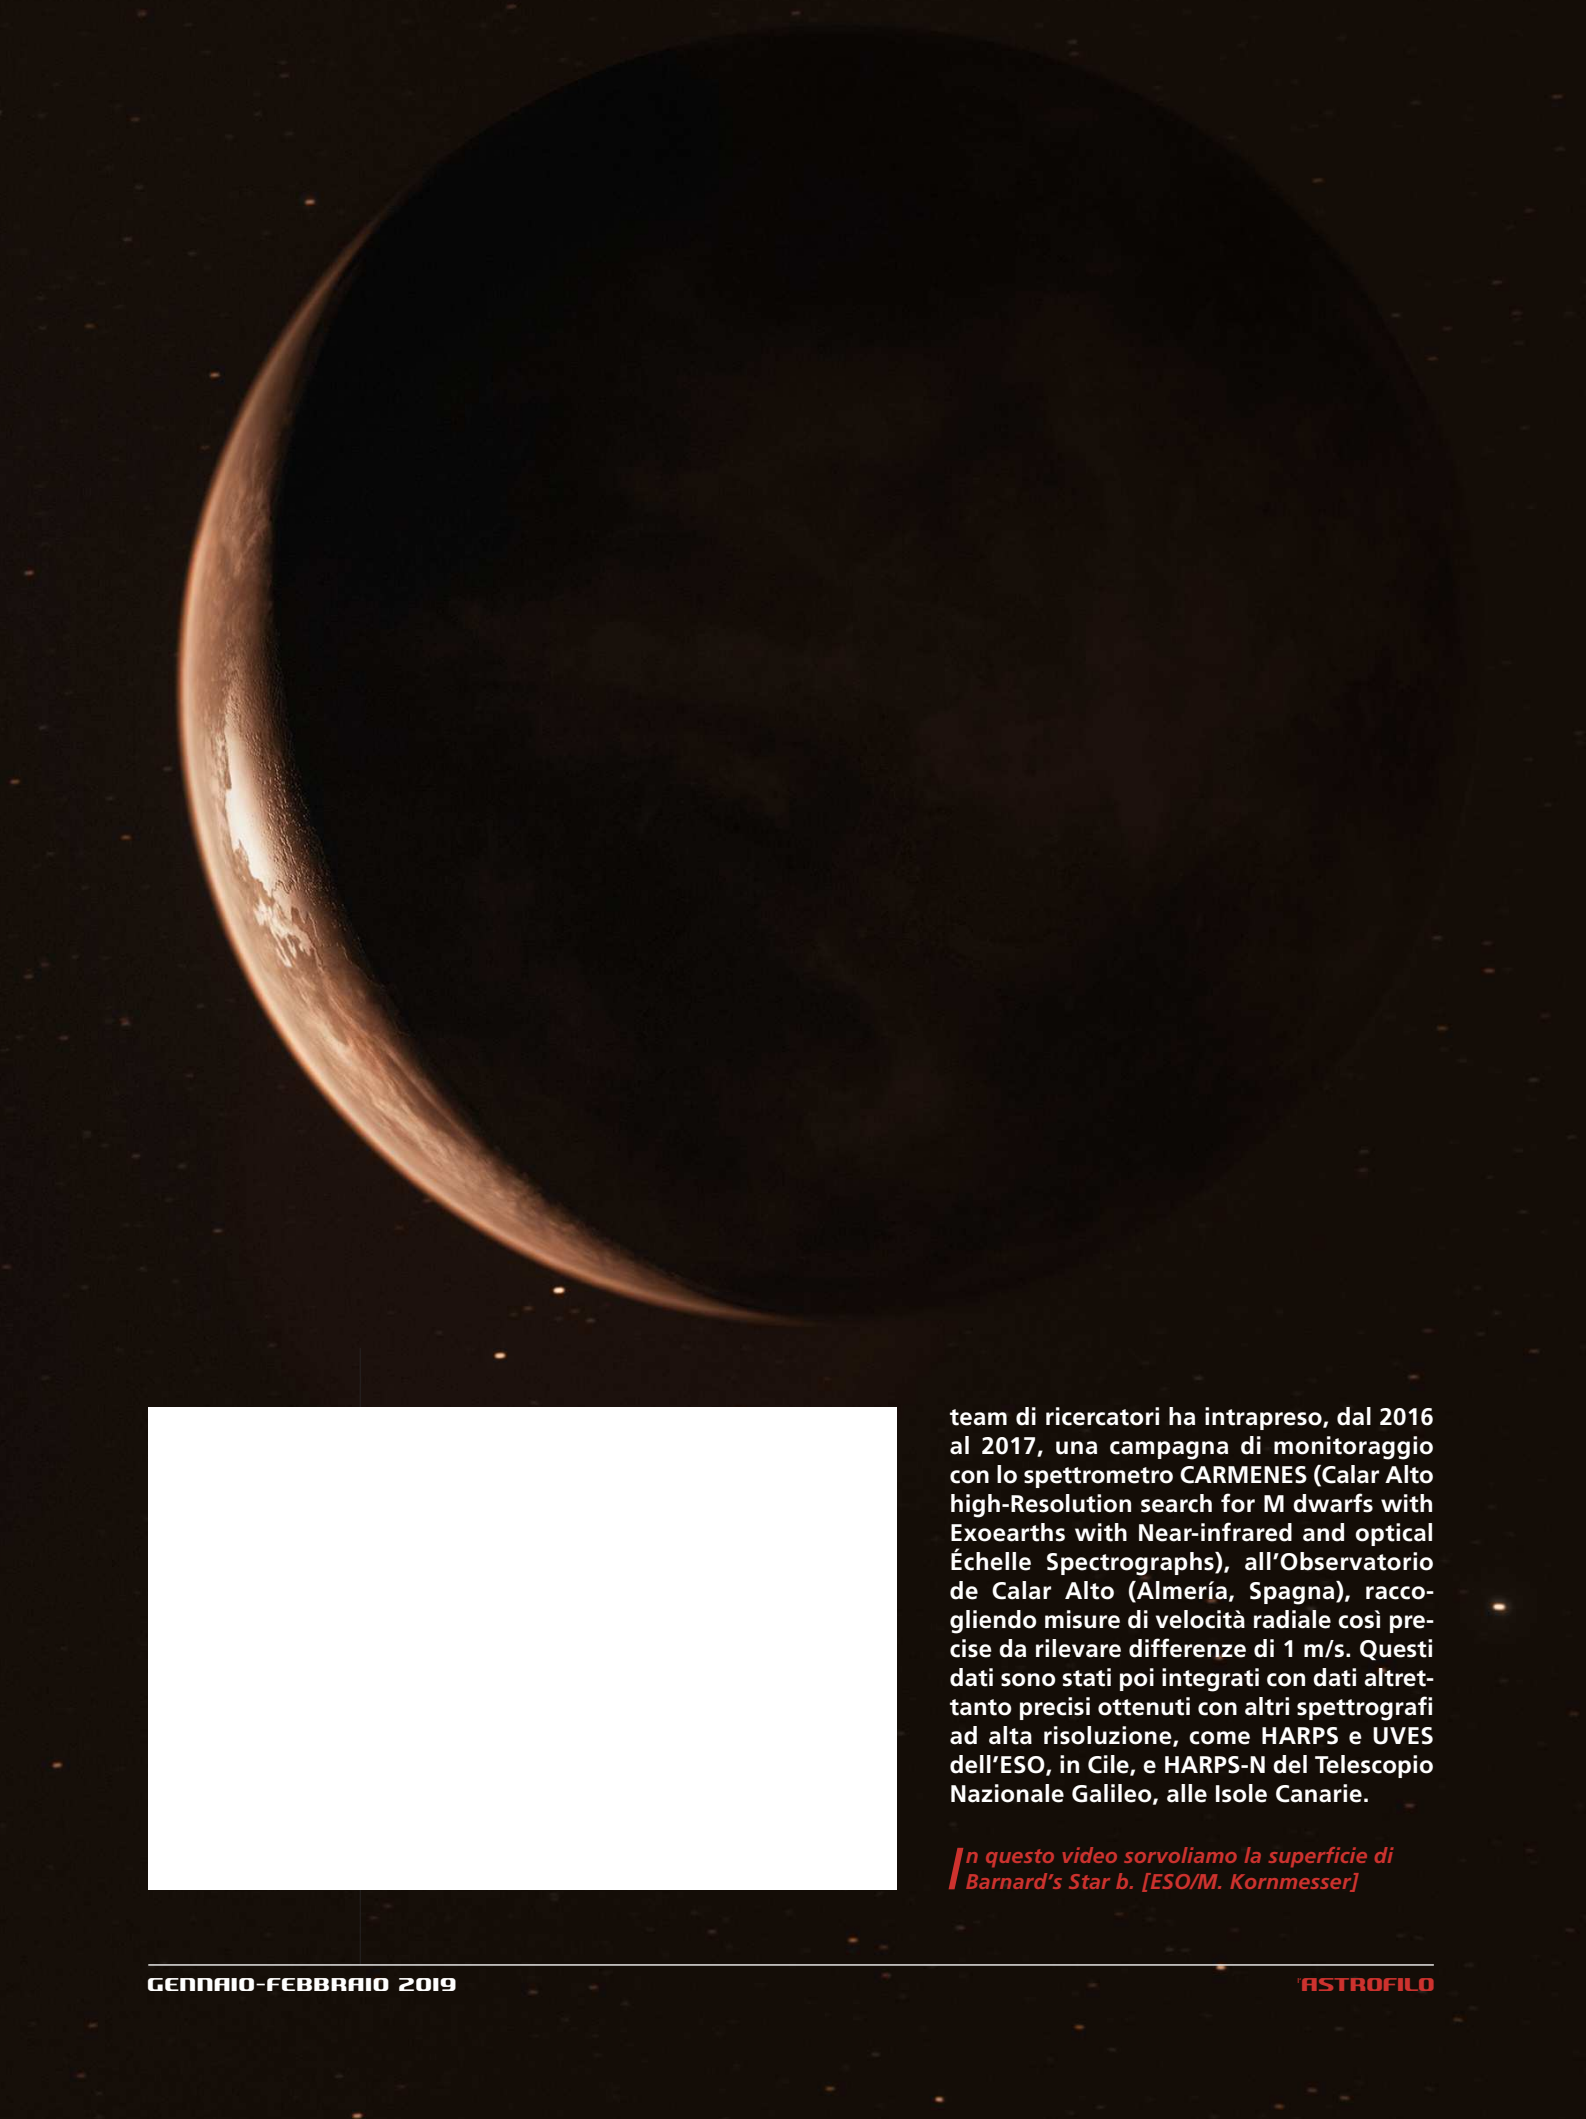 team di ricercatori ha intrapreso, dal 2016
al 2017, una campagna di monitoraggio
con lo spettrometro CARMENES (Calar Alto
high-Resolution search for M dwarfs with
Exoearths with Near-infrared and optical
Échelle Spectrographs), all’Observatorio
de Calar Alto (Almería, Spagna), racco-
gliendo misure di velocità radiale così pre-
cise da rilevare differenze di 1 m/s. Questi
dati sono stati poi integrati con dati altret-
tanto precisi ottenuti con altri spettrografi
ad alta risoluzione, come HARPS e UVES
dell’ESO, in Cile, e HARPS-N del Telescopio
Nazionale Galileo, alle Isole Canarie.
In questo video sorvoliamo la superficie di
Barnard’s Star b. [ESO/M. Kornmesser]
GENNAIO-FEBBRAIO 2019
l'ASTROFILO